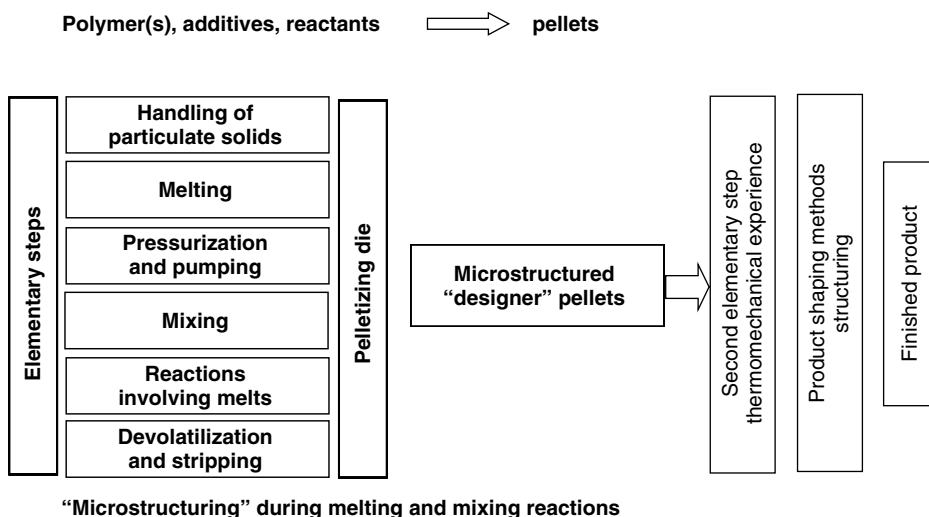 Polymer(s), additives, reactants pellets
Elementary steps
Handling of
particulate solids
Melting
Pressurization
and pumping
Mixing
Reactions
involving melts
Devolatilization
and stripping
Pelletizing die
Microstructured
“designer” pellets
Second elementary step
thermomechanical experience
Product shaping methods
structuring
Finished product
“Microstructuring” during melting and mixing reactions